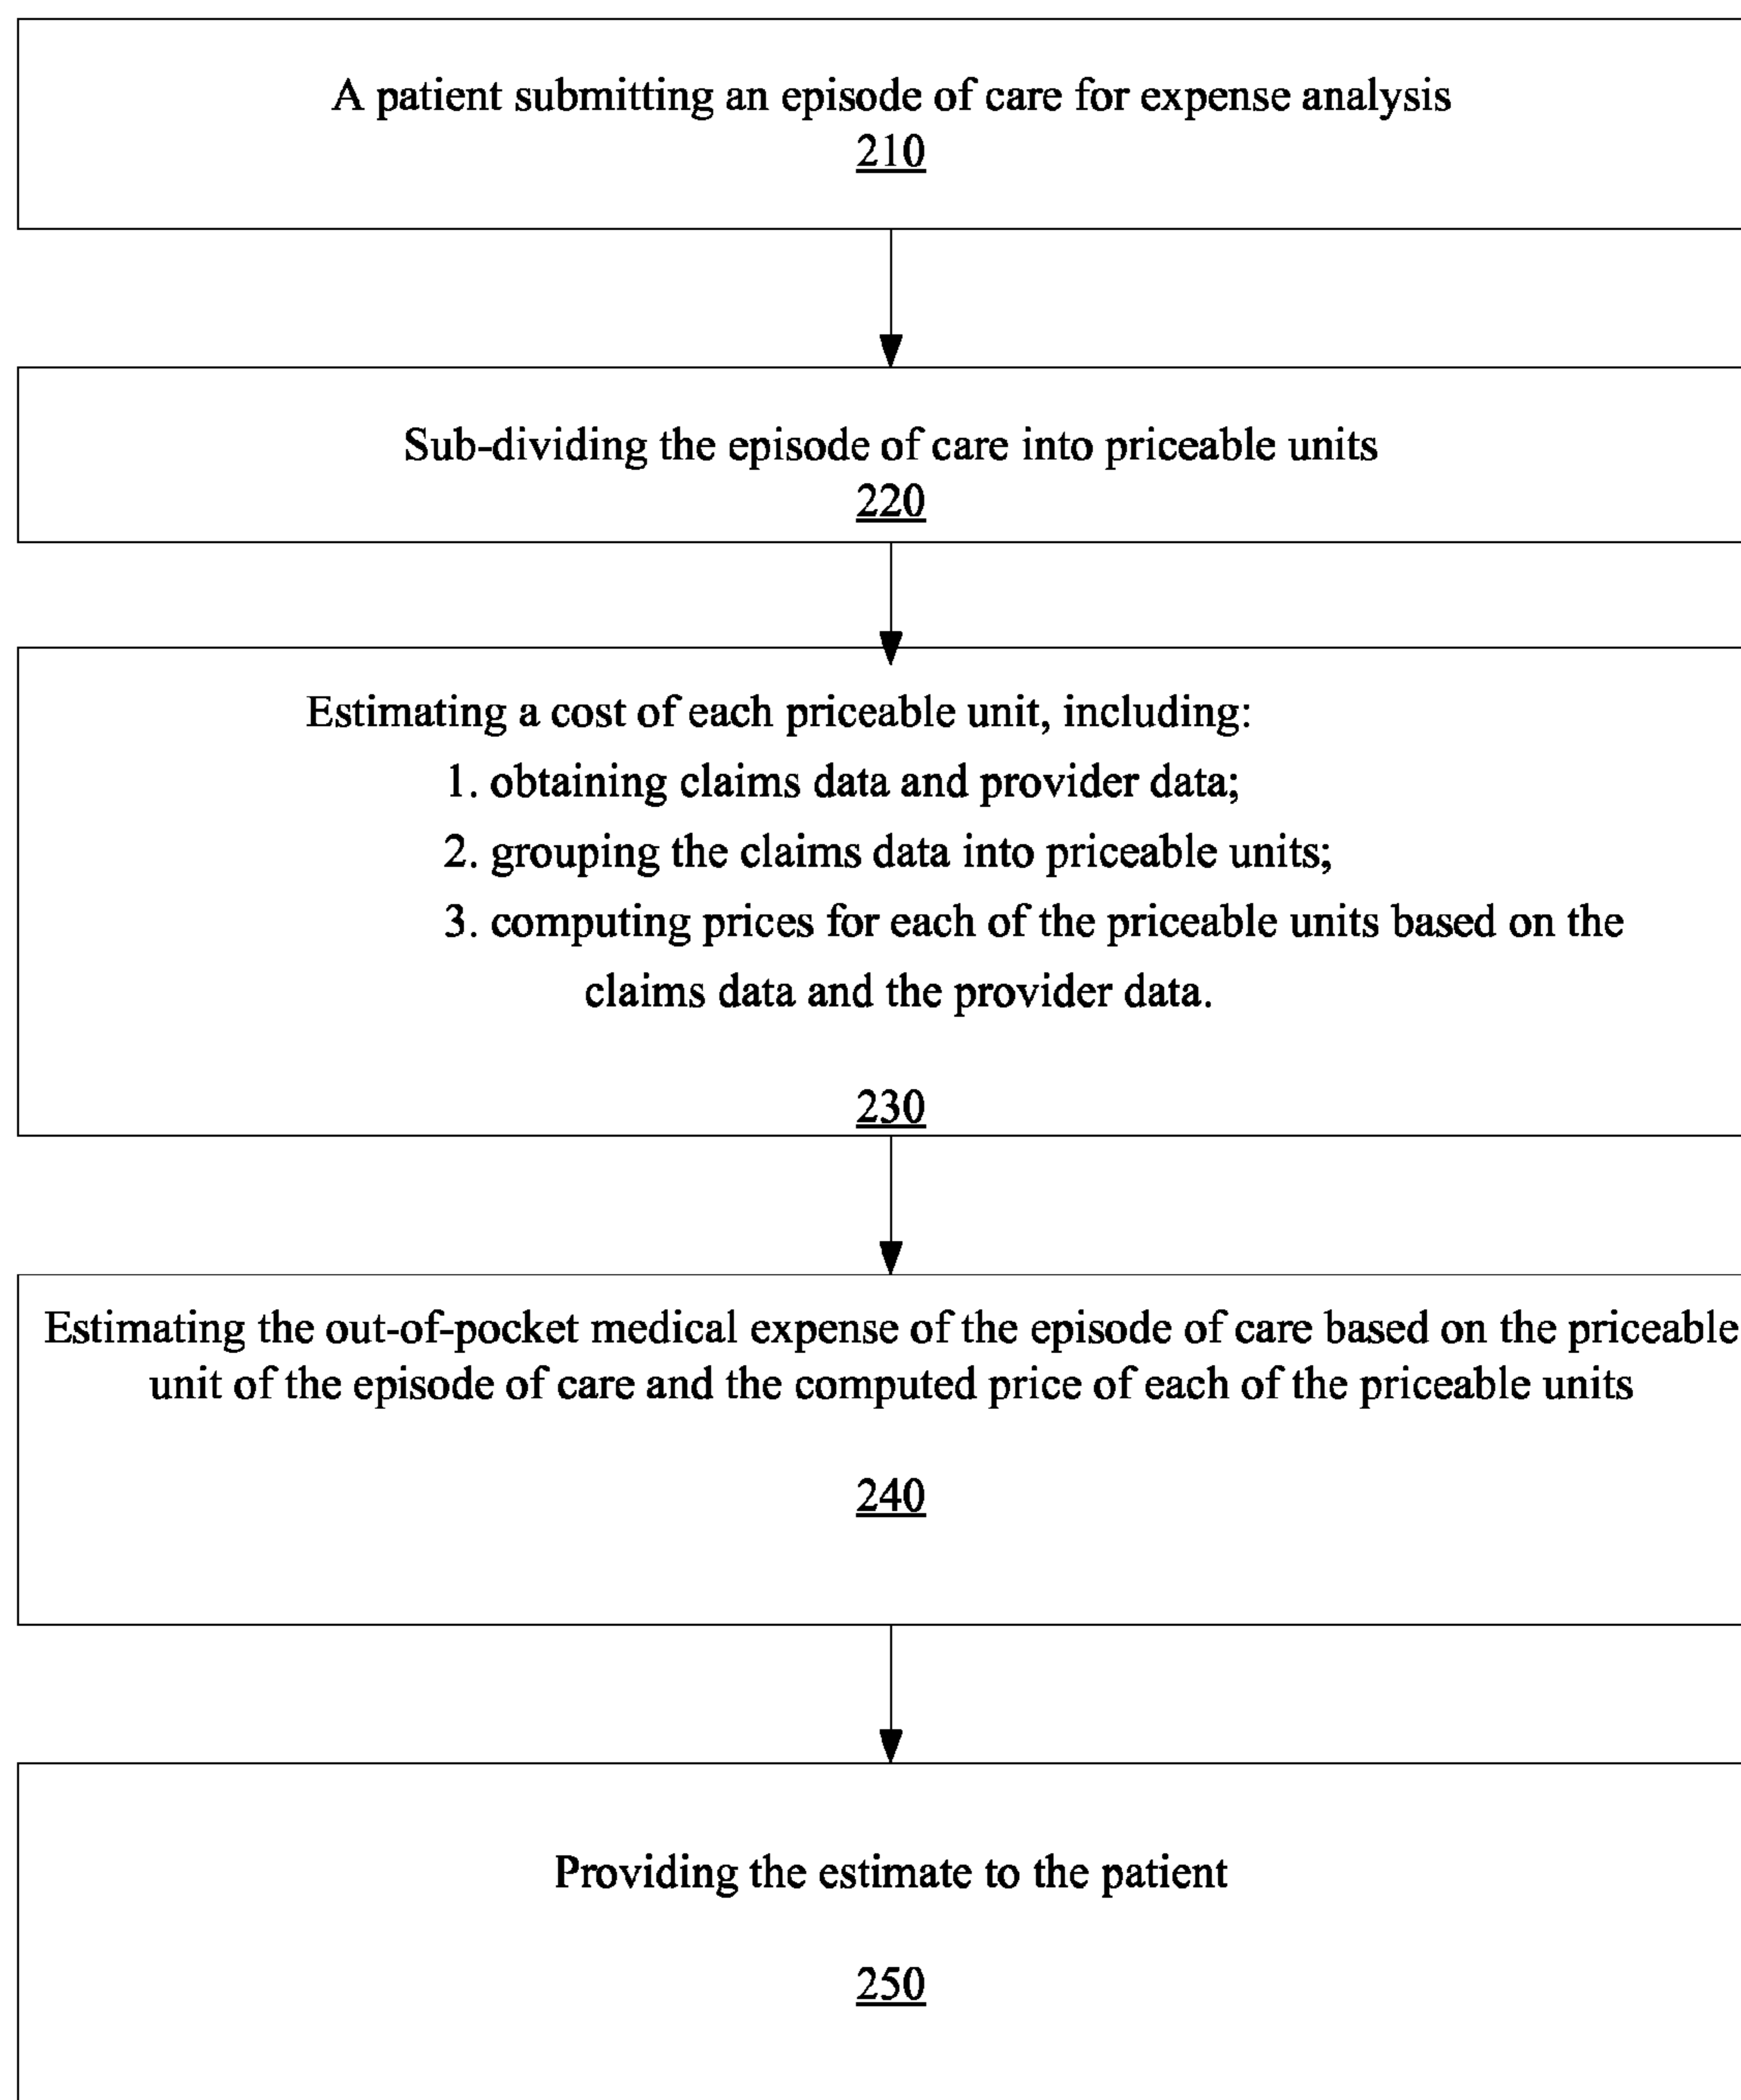 A patient submitting an episode of care for expense analysis
210
Sub-dividing the episode of care into priceable units
220
Estimating a cost of each priceable unit, including:
1. obtaining claims data and provider data;
2. grouping the claims data into priceable units;
3. computing prices for each of the priceable units based on the
claims data and the provider data.
230
Estimating the out-of-pocket medical expense of the episode of care based on the priceable
unit of the episode of care and the computed price of each of the priceable units
240
Providing the estimate to the patient
250